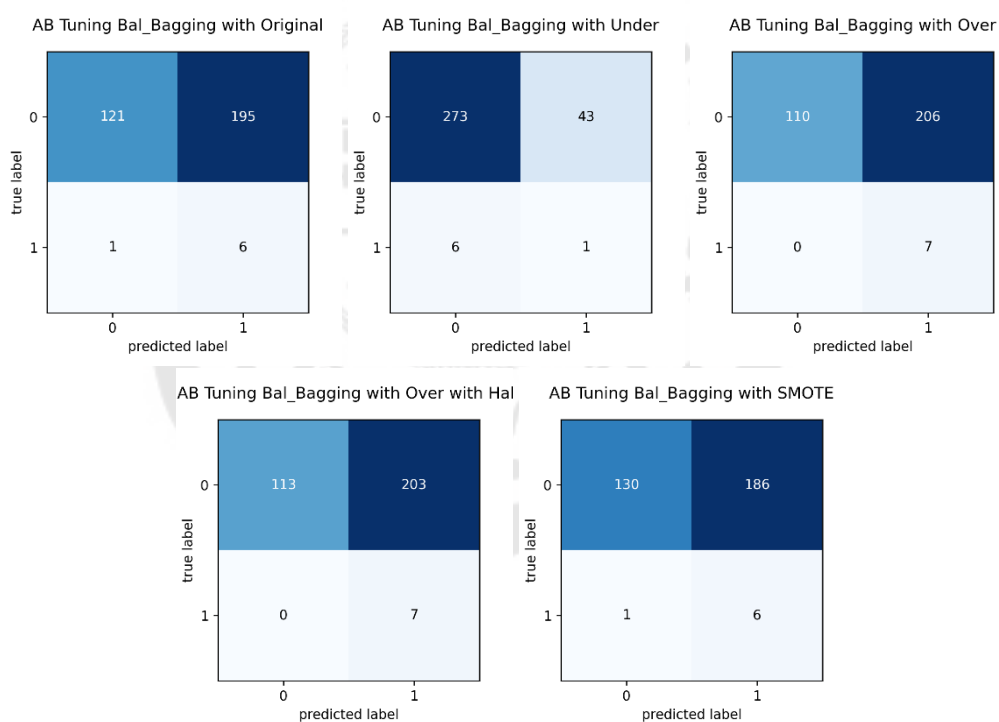 AB Tuning Bal_Bagging with Original
0
121
195
true label
1
1
6
0
1
predicted label
AB Tuning Bal_Bagging with Under
0
273
43
true label
1
6
1
0
1
predicted label
AB Tuning Bal_Bagging with Over
0
110
206
true label
1
0
7
0
1
predicted label
AB Tuning Bal_Bagging with Over with Hal
0
113
203
true label
1
0
7
0
1
predicted label
AB Tuning Bal_Bagging with SMOTE
0
130
186
true label
1
1
6
0
1
predicted label